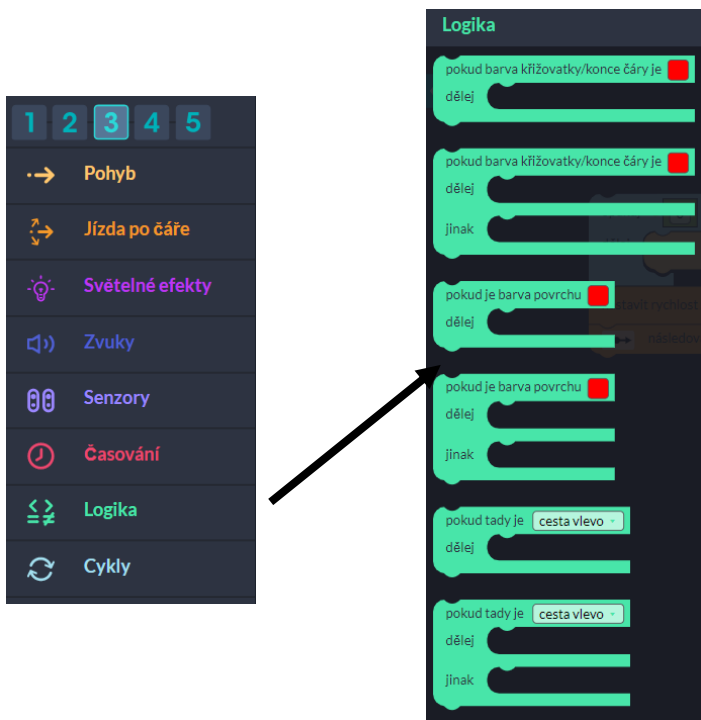 1 2 3 4 5
Pohyb
Jízda po čáře
Světelné efekty
Zvuky
Senzory
Časování
Logika
Cykly
Logika
pokud barva křižovatky/konce čáry je
dělej
pokud barva křižovatky/konce čáry je
dělej
jinak
pokud je barva povrchu
dělej
pokud je barva povrchu
dělej
jinak
pokud tady je cesta vlevo
dělej
pokud tady je cesta vlevo
dělej
jinak